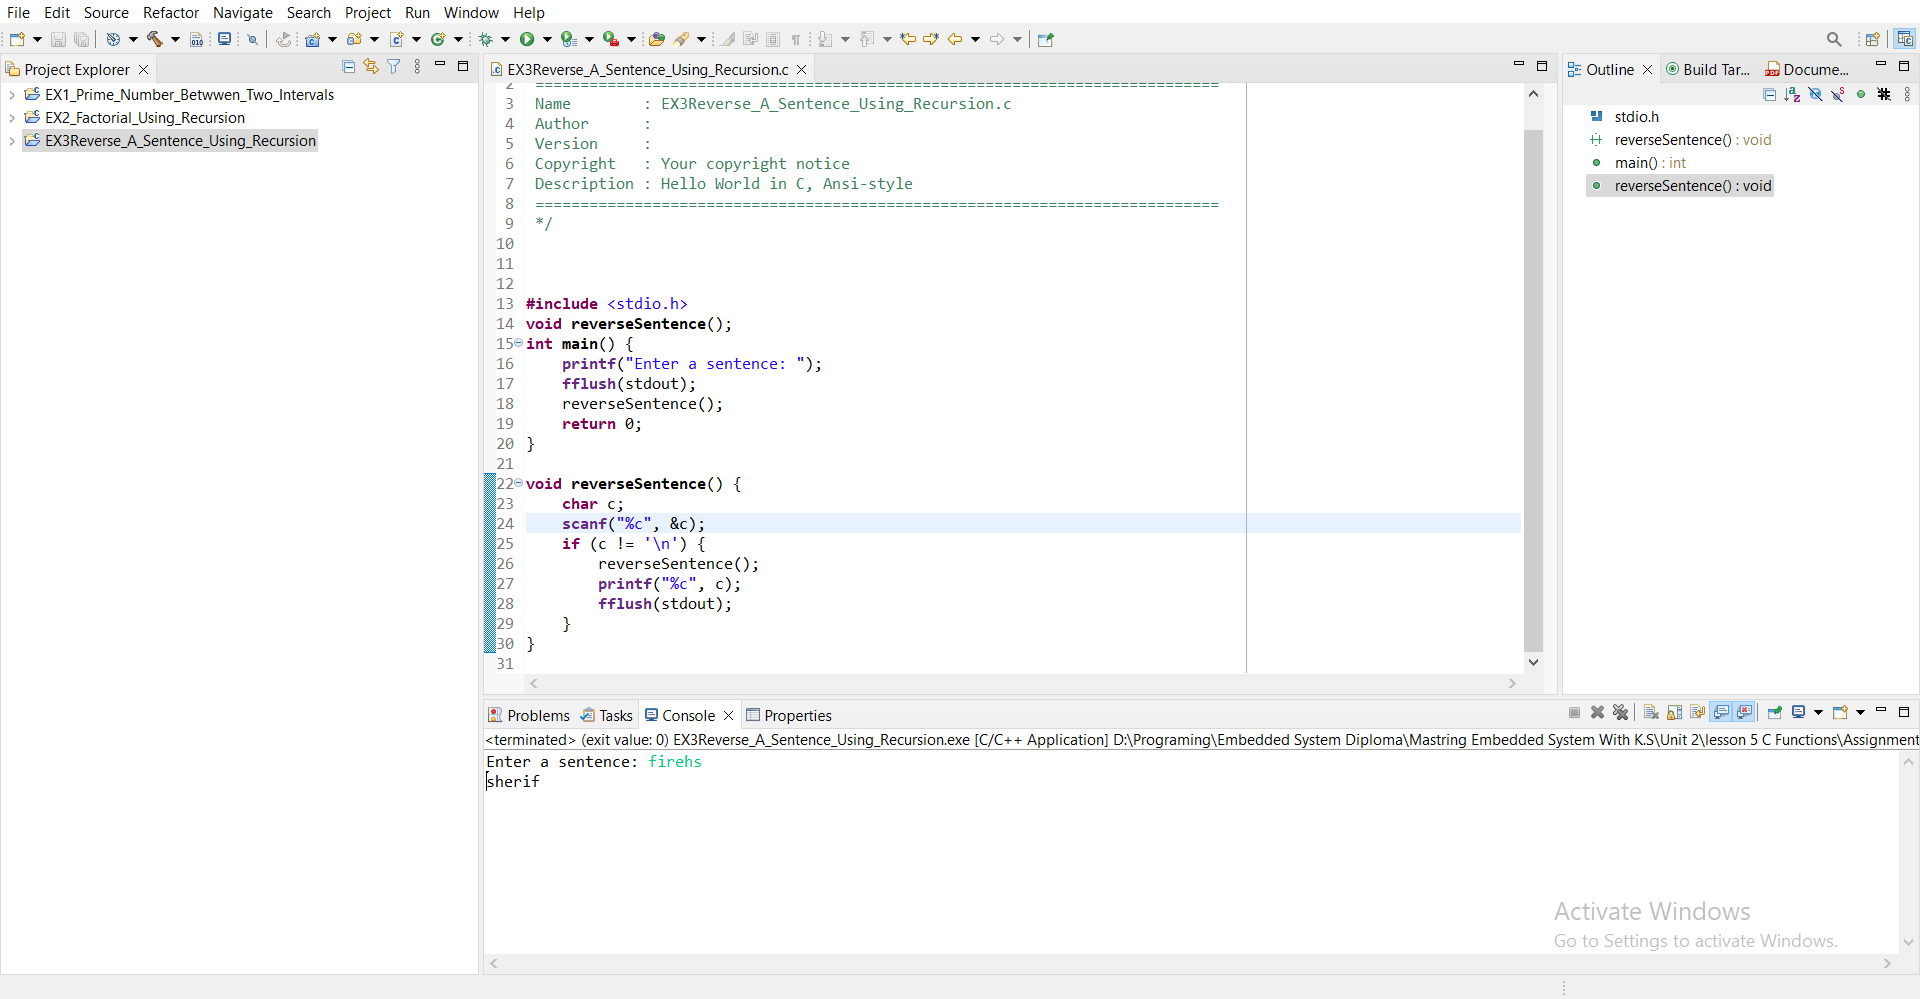 File Edit Source Refactor Navigate Search Project Run Window Help
Project Explorer
EX1_Prime_Number_Betwwen_Two_Intervals
EX2_Factorial_Using_Recursion
EX3Reverse_A_Sentence_Using_Recursion
EX3Reverse_A_Sentence_Using_Recursion.c
2 ============================================================================
3 Name        : EX3Reverse_A_Sentence_Using_Recursion.c
4 Author      :
5 Version     :
6 Copyright   : Your copyright notice
7 Description : Hello World in C, Ansi-style
8 ============================================================================
9 */
10
11
12
13 #include <stdio.h>
14 void reverseSentence();
15 int main() {
16     printf("Enter a sentence: ");
17     fflush(stdout);
18     reverseSentence();
19     return 0;
20 }
21
22 void reverseSentence() {
23     char c;
24     scanf("%c", &c);
25     if (c != '\n') {
26         reverseSentence();
27         printf("%c", c);
28         fflush(stdout);
29     }
30 }
31
Outline Build Tar... Docume...
stdio.h
reverseSentence() : void
main() : int
reverseSentence() : void
Problems Tasks Console Properties
<terminated> (exit value: 0) EX3Reverse_A_Sentence_Using_Recursion.exe [C/C++ Application] D:\Programing\Embedded System Diploma\Mastring Embedded System With K.S\Unit 2\lesson 5 C Functions\Assignment
Enter a sentence: firehs
sherif
Activate Windows
Go to Settings to activate Windows.